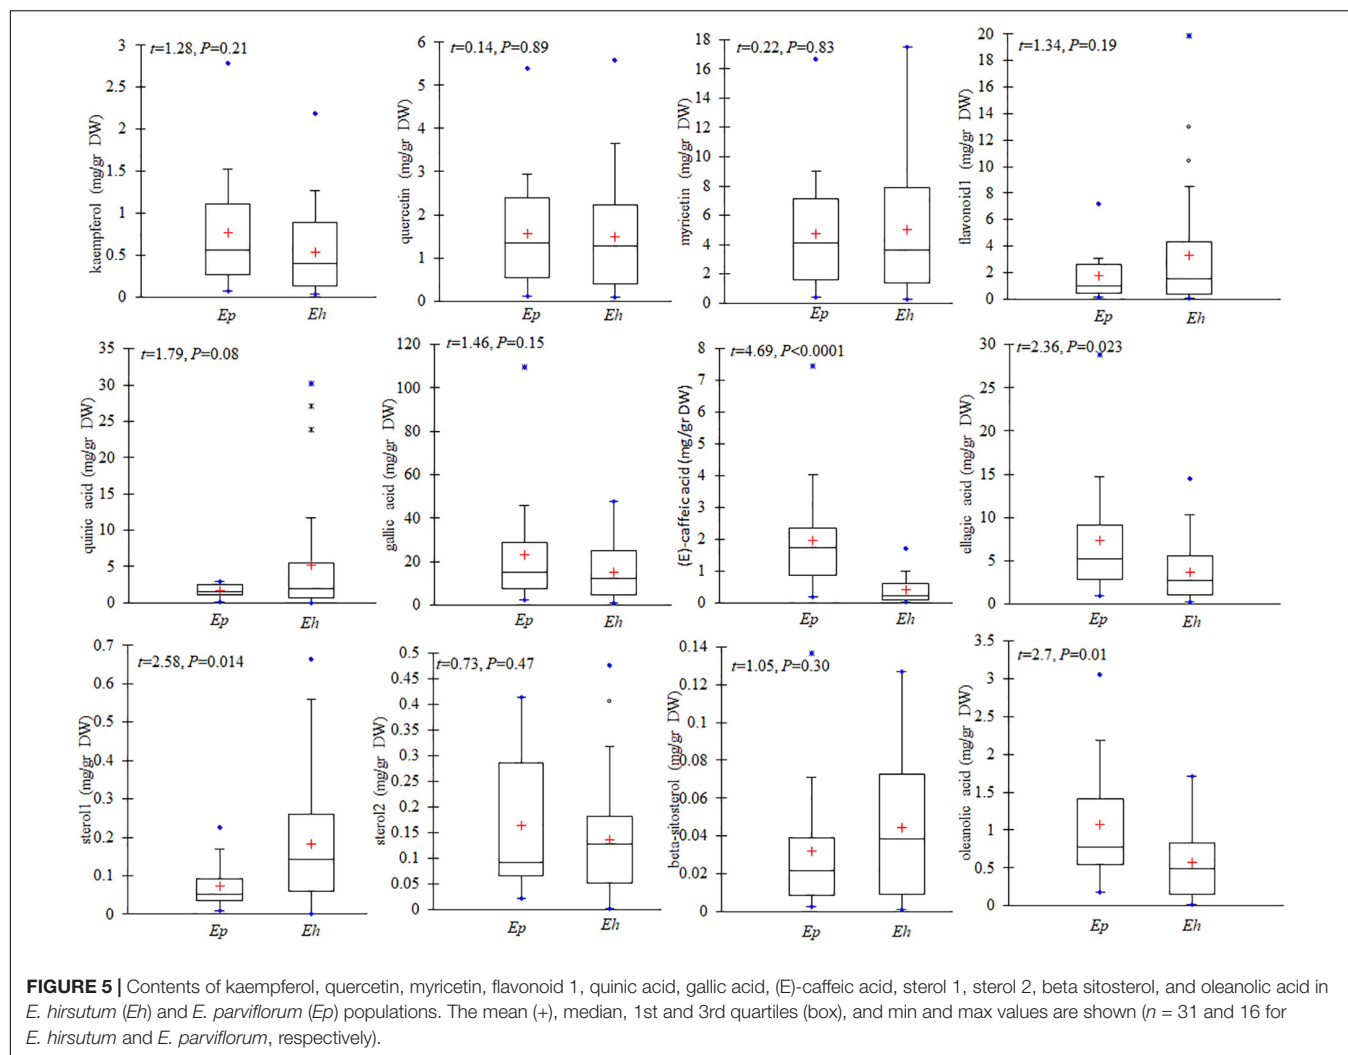 t=1.28, P=0.21
kaempferol (mg/gr DW)
3
2.5
2
1.5
1
0.5
0
Ep
Eh
t=0.14, P=0.89
quercetin (mg/gr DW)
6
5
4
3
2
1
0
Ep
Eh
t=0.22, P=0.83
myricetin (mg/gr DW)
18
16
14
12
10
8
6
4
2
0
Ep
Eh
t=1.34, P=0.19
flavonoid1 (mg/gr DW)
20
18
16
14
12
10
8
6
4
2
0
Ep
Eh
t=1.79, P=0.08
quinic acid (mg/gr DW)
35
30
25
20
15
10
5
0
Ep
Eh
t=1.46, P=0.15
gallic acid (mg/gr DW)
120
100
80
60
40
20
0
Ep
Eh
t=4.69, P<0.0001
(E)-caffeic acid (mg/gr DW)
8
7
6
5
4
3
2
1
0
Ep
Eh
t=2.36, P=0.023
ellagic acid (mg/gr DW)
30
25
20
15
10
5
0
Ep
Eh
t=2.58, P=0.014
sterol1 (mg/gr DW)
0.7
0.6
0.5
0.4
0.3
0.2
0.1
0
Ep
Eh
t=0.73, P=0.47
sterol2 (mg/gr DW)
0.5
0.45
0.4
0.35
0.3
0.25
0.2
0.15
0.1
0.05
0
Ep
Eh
t=1.05, P=0.30
beta-sitosterol (mg/gr DW)
0.14
0.12
0.1
0.08
0.06
0.04
0.02
0
Ep
Eh
t=2.7, P=0.01
oleanolic acid (mg/gr DW)
3.5
3
2.5
2
1.5
1
0.5
0
Ep
Eh
FIGURE 5 | Contents of kaempferol, quercetin, myricetin, flavonoid 1, quinic acid, gallic acid, (E)-caffeic acid, sterol 1, sterol 2, beta sitosterol, and oleanolic acid in
E. hirsutum (Eh) and E. parviflorum (Ep) populations. The mean (+), median, 1st and 3rd quartiles (box), and min and max values are shown (n = 31 and 16 for
E. hirsutum and E. parviflorum, respectively).